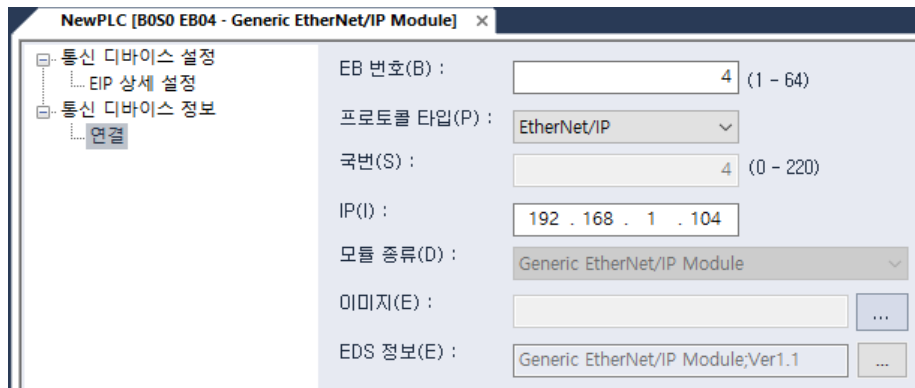 NewPLC [B0S0 EB04 - Generic EtherNet/IP Module] ×
통신 디바이스 설정
EIP 상세 설정
통신 디바이스 정보
연결
EB 번호(B) : 4 (1 - 64)
프로토콜 타입(P) : EtherNet/IP
국번(S) : 4 (0 - 220)
IP(I) : 192 . 168 . 1 . 104
모듈 종류(D) : Generic EtherNet/IP Module
이미지(E) : ...
EDS 정보(E) : Generic EtherNet/IP Module;Ver1.1 ...